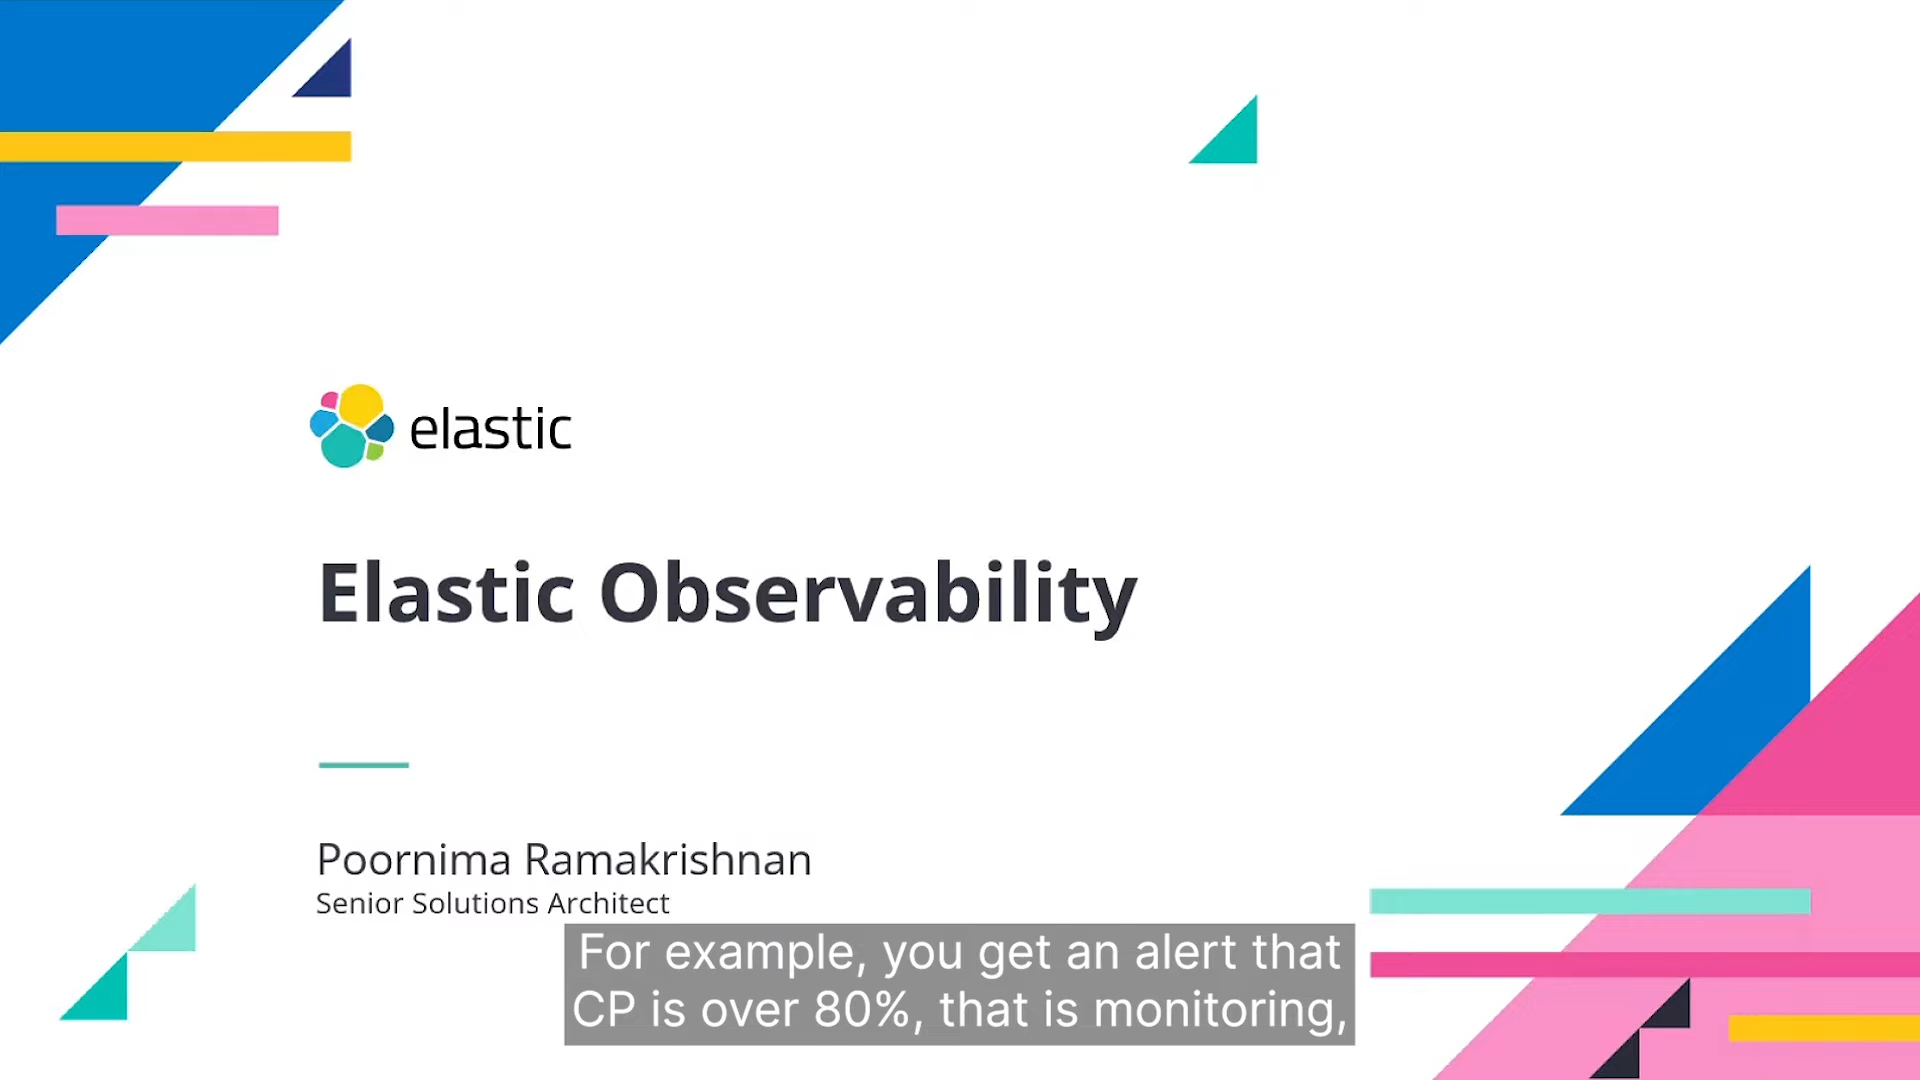 elastic
Elastic Observability
Poornima Ramakrishnan
Senior Solutions Architect
For example, you get an alert that
CP is over 80%, that is monitoring,